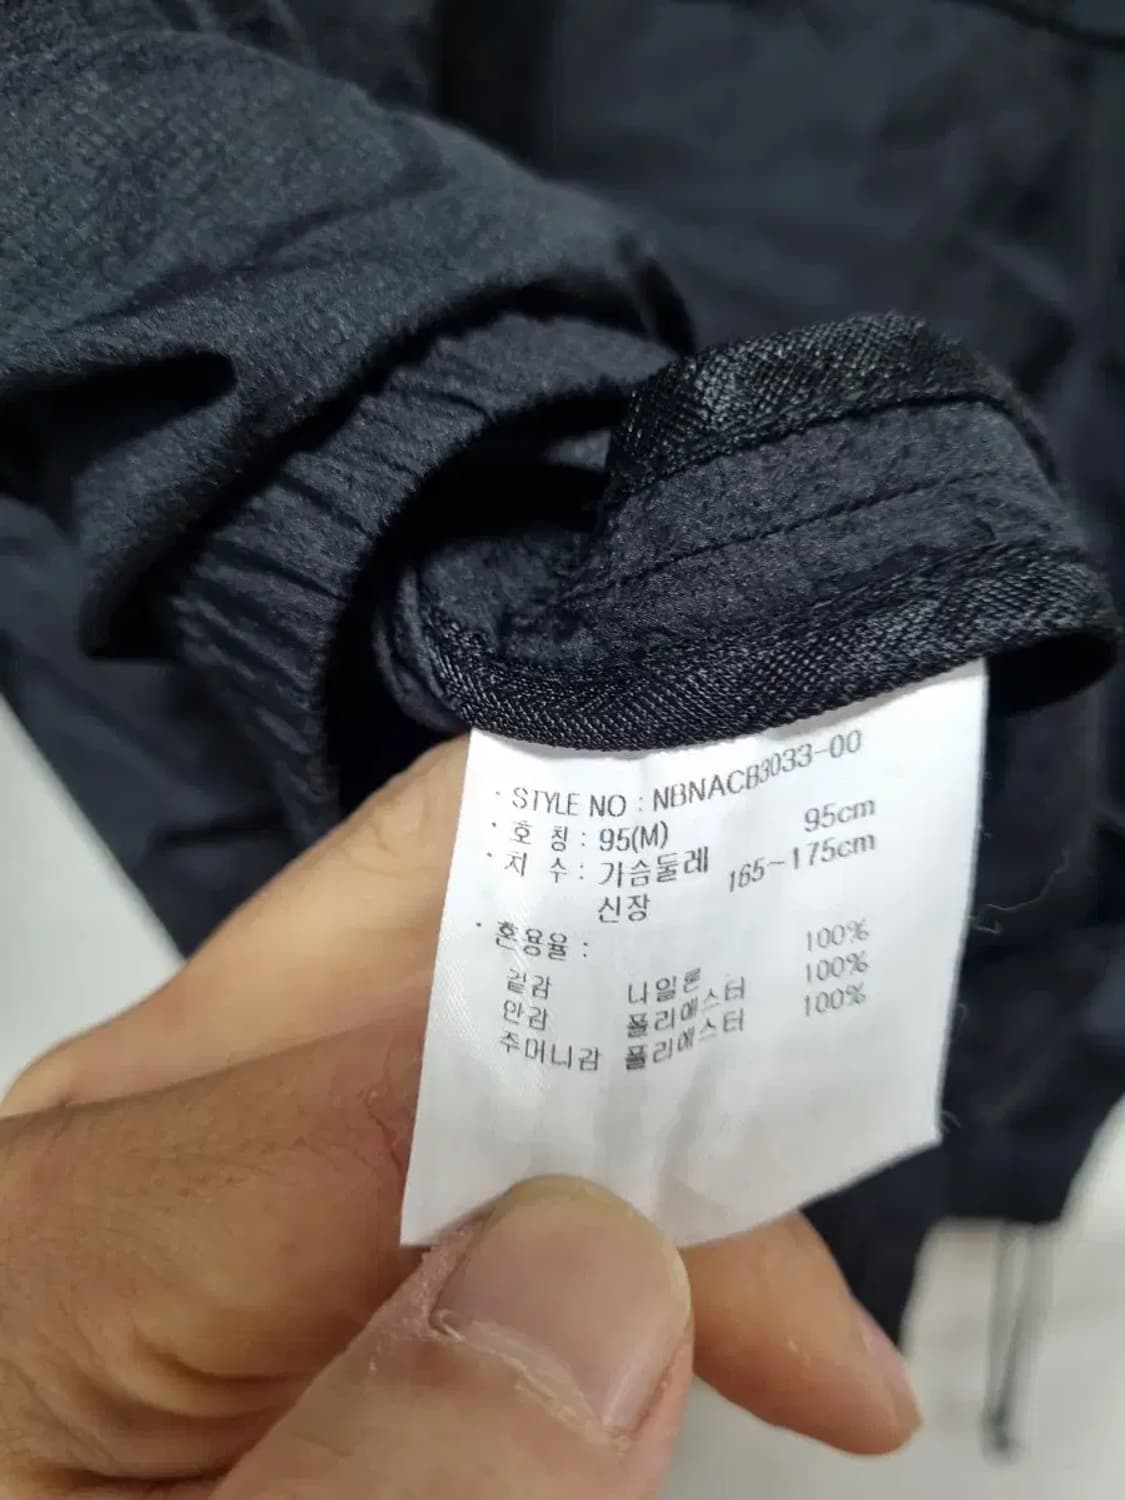 · STYLE NO : NBNACB3033-00
· 호 칭 : 95(M)
· 치 수 : 가슴둘레 95cm
신장 165~175cm
· 혼용율 :
겉감 나일론 100%
안감 폴리에스터 100%
주머니감 폴리에스터 100%